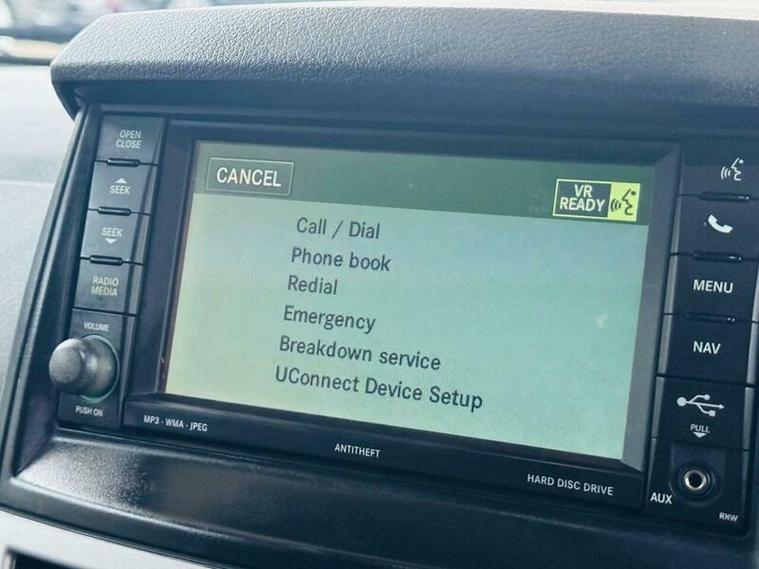 OPEN
CLOSE
SEEK
SEEK
RADIO
MEDIA
VOLUME
PUSH ON
CANCEL
VR
READY
Call / Dial
Phone book
Redial
Emergency
Breakdown service
UConnect Device Setup
MENU
NAV
PULL
AUX
RHW
MP3 · WMA · JPEG
ANTITHEFT
HARD DISC DRIVE